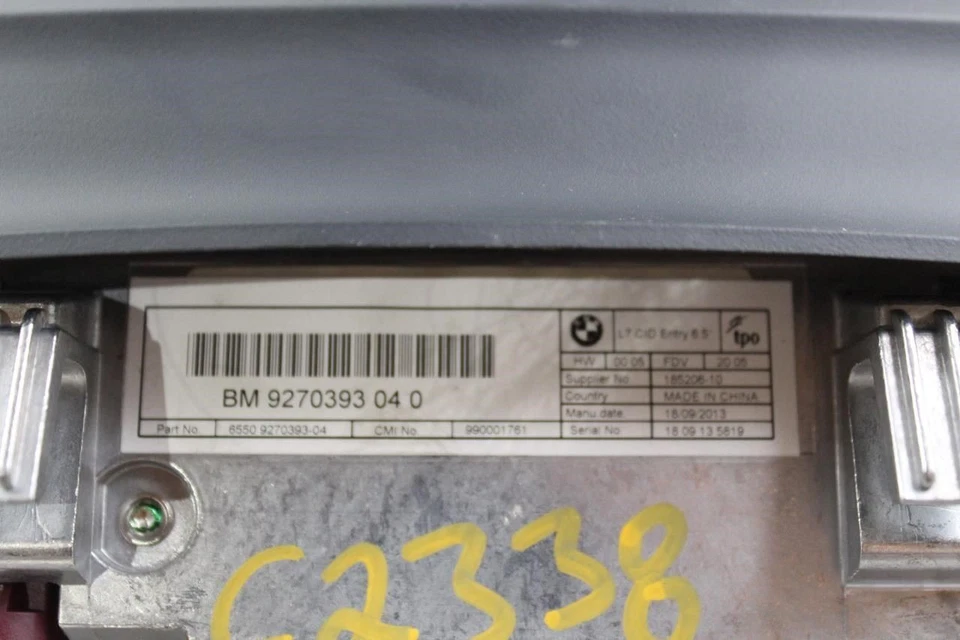 L7 CID Entry 6.5"
tpo
BM 9270393 04 0
HW 00 05 FDV 20 05
Supplier No. 185206-10
Country MADE IN CHINA
Manu.date. 18/09/2013
Part No. 6550 9270393-04 CMI No. 990001761
Serial No. 18 09 13 5819
C2338